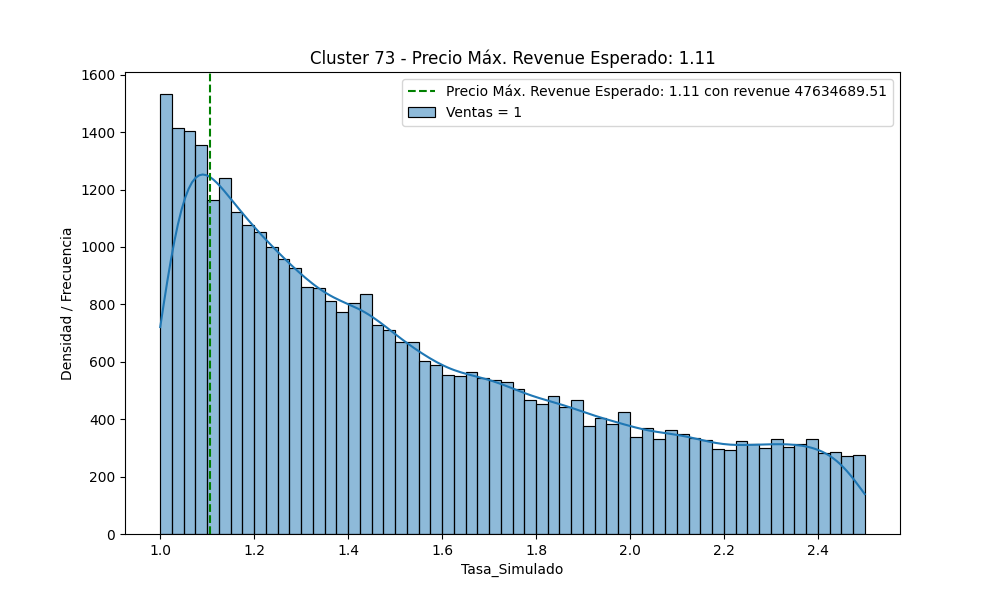 Cluster 73 - Precio Máx. Revenue Esperado: 1.11
Precio Máx. Revenue Esperado: 1.11 con revenue 47634689.51
Ventas = 1
Densidad / Frecuencia
1600
1400
1200
1000
800
600
400
200
0
1.0 1.2 1.4 1.6 1.8 2.0 2.2 2.4
Tasa_Simulado